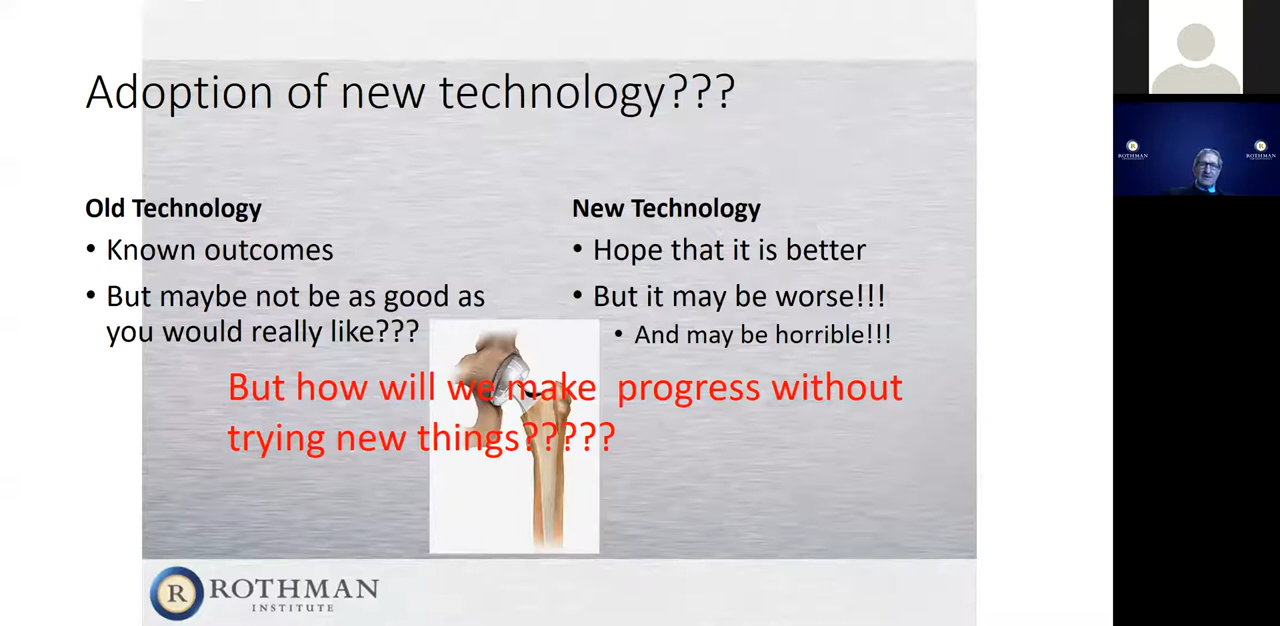 Adoption of new technology???
Old Technology
• Known outcomes
• But maybe not be as good as
you would really like???
New Technology
• Hope that it is better
• But it may be worse!!!
• And may be horrible!!!
But how will we make progress without
trying new things?????
R ROTHMAN
INSTITUTE
R
ROTHMAN
R
ROTHMAN